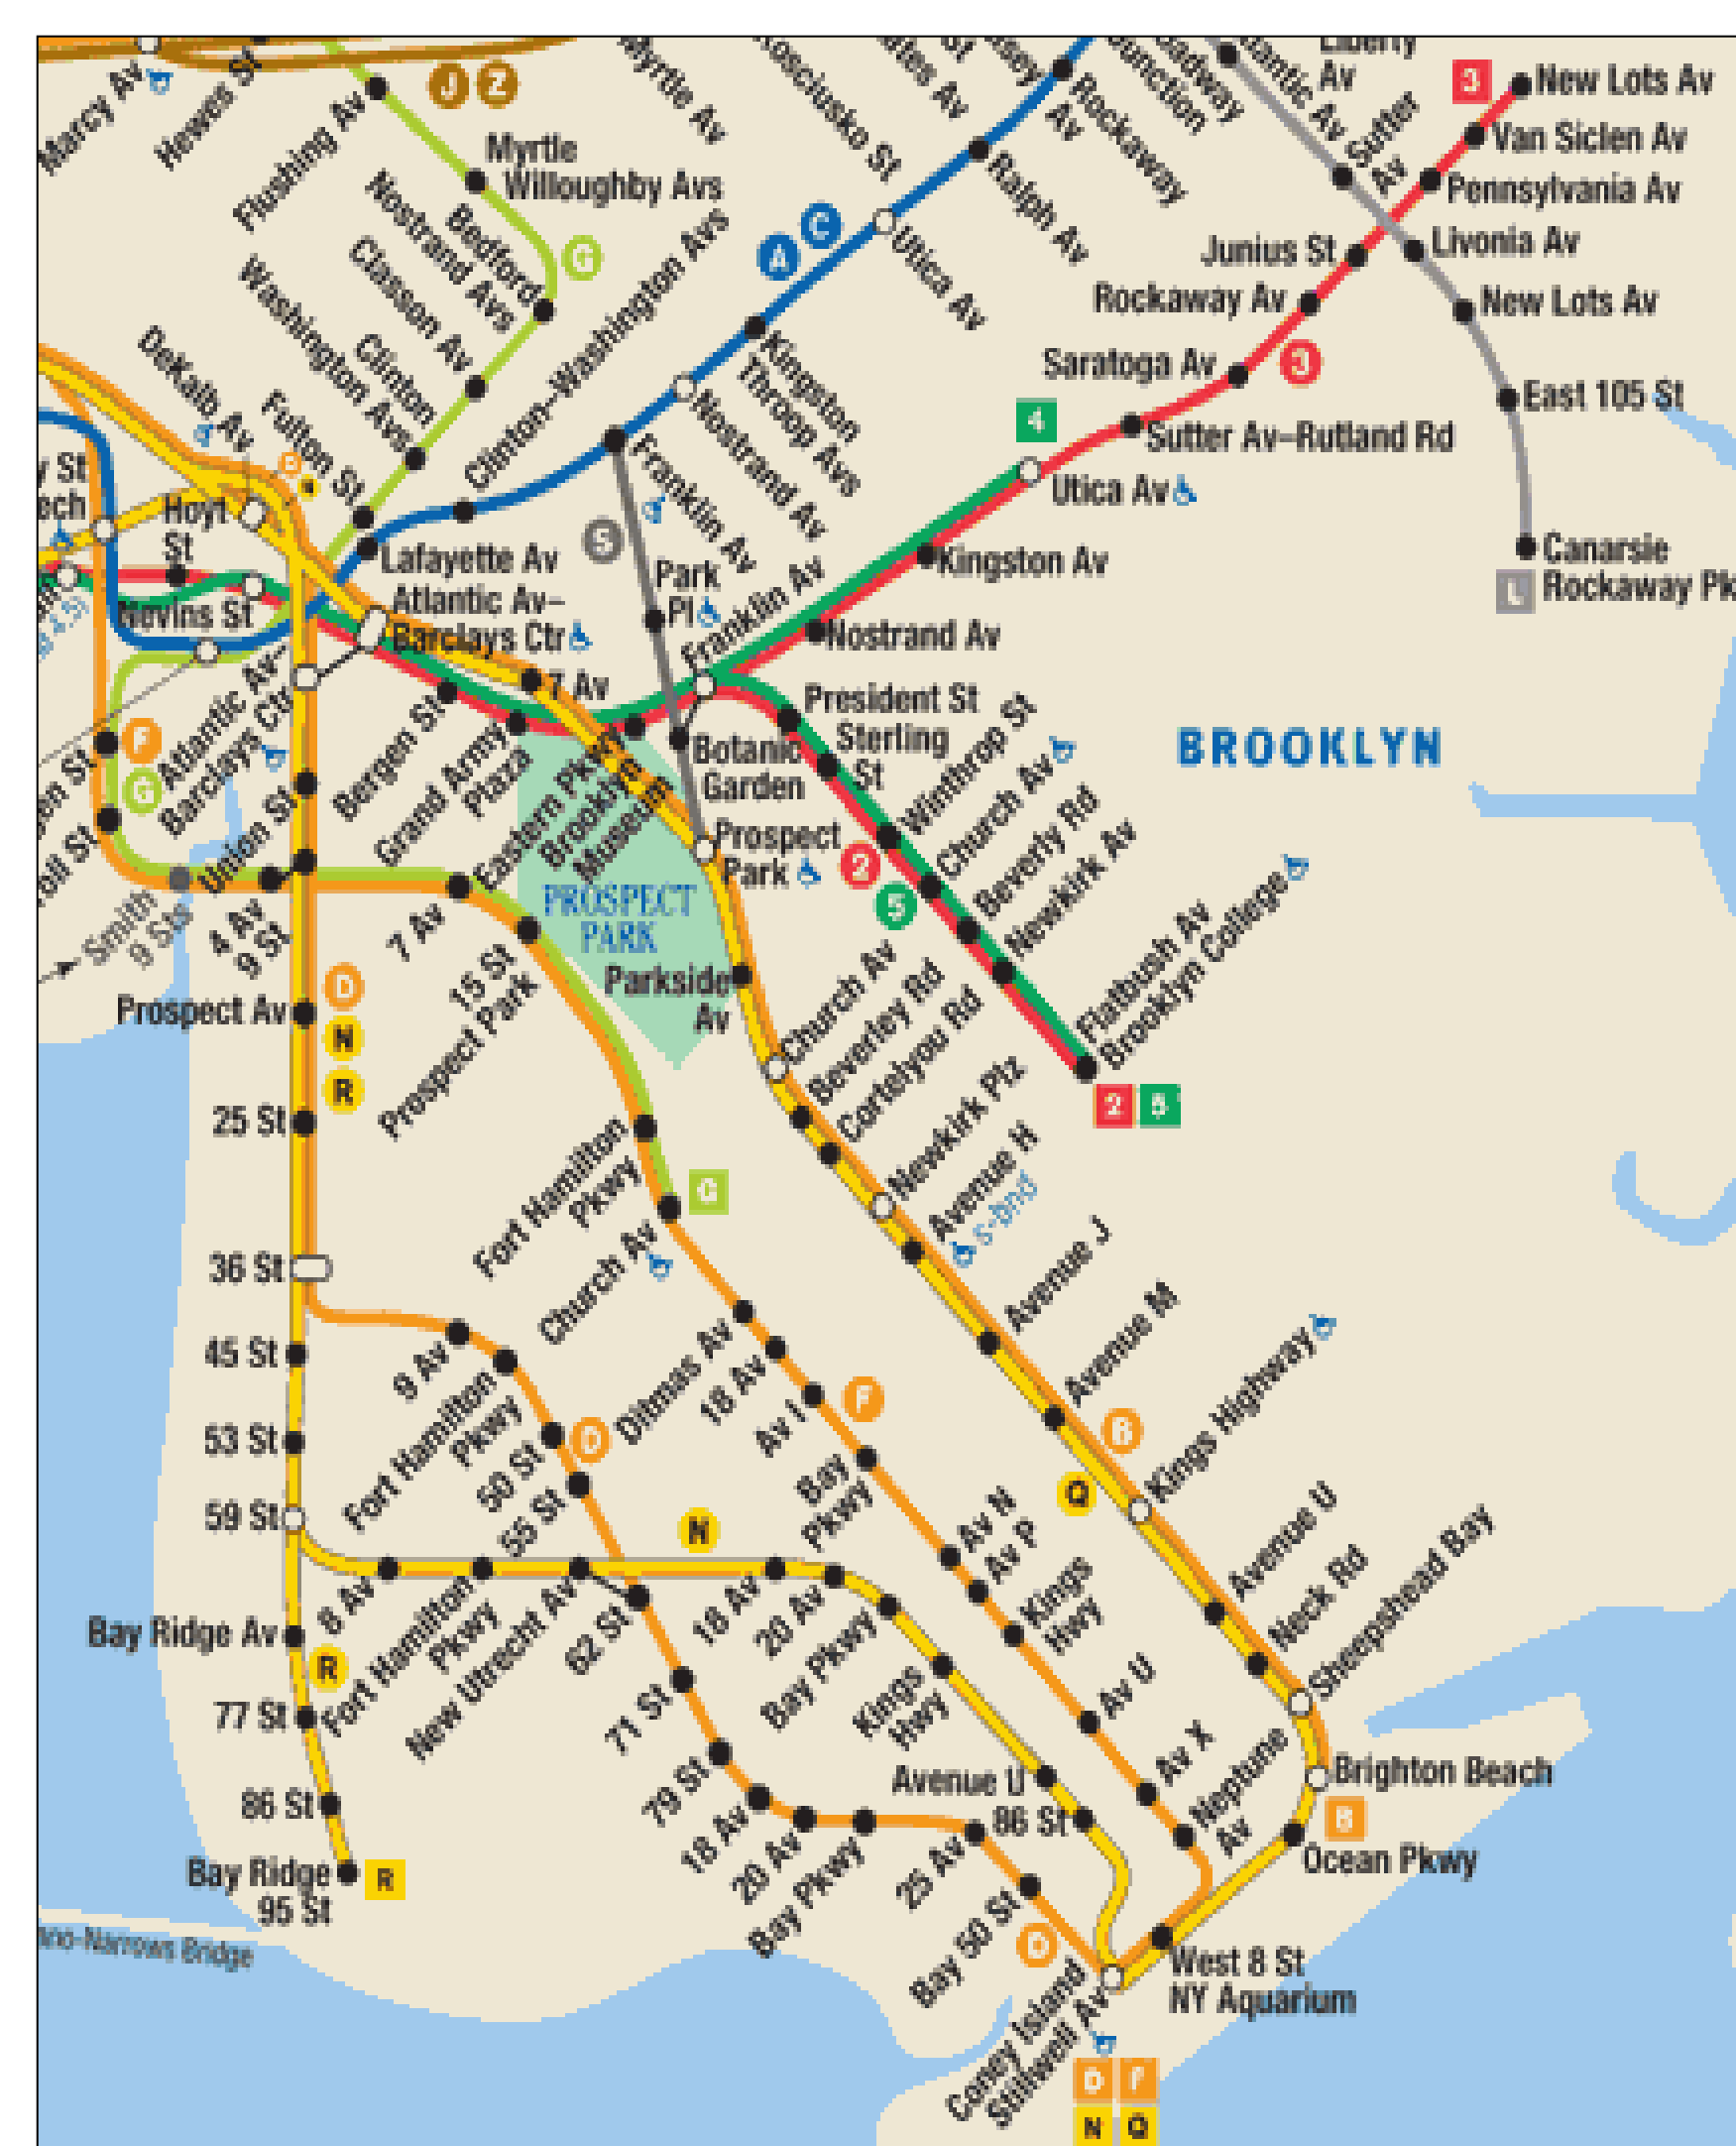 Marcy Av
Hewes St
Flushing Av
J Z
Myrtle Av
Kosciusko St
Rockaway
Av
Junction
Liberty
Av
Sutter
Av
3
New Lots Av
Van Siclen Av
Pennsylvania Av
Livonia Av
New Lots Av
East 105 St
Canarsie
L
Myrtle
Willoughby Avs
G
Bedford
Nostrand Avs
Classon Av
Clinton
Washington Avs
Fulton St
DeKalb Av
Clinton–Washington Avs
A C
Ralph Av
Utica Av
Kingston
Throop Avs
Nostrand Av
Franklin Av
S
Junius St
Rockaway Av
Saratoga Av
3
Sutter Av–Rutland Rd
4
Utica Av
Kingston Av
Nostrand Av
Franklin Av
Park
Pl
Botanic
Garden
Prospect
Park
Hoyt
St
Nevins St
Lafayette Av
Atlantic Av–
Barclays Ctr
Atlantic Av–
Barclays Ctr
7 Av
Bergen St
Grand Army
Plaza
Eastern Pkwy
Brooklyn
Museum
President St
Sterling
St
Winthrop St
Church Av
Beverly Rd
Newkirk Av
Flatbush Av
Brooklyn College
2
5
2 5
BROOKLYN
F
G
Union St
Smith
9 Sts
4 Av
9 St
7 Av
15 St
Prospect Park
PROSPECT
PARK
Parkside
Av
Church Av
Beverley Rd
Cortelyou Rd
Newkirk Plz
Avenue H
s-bnd
Avenue J
Avenue M
Kings Highway
Avenue U
Neck Rd
Sheepshead Bay
Brighton Beach
B
Ocean Pkwy
B
Q
Prospect Av
D
N
R
25 St
36 St
45 St
53 St
59 St
Bay Ridge Av
R
77 St
86 St
Bay Ridge
95 St
R
Fort Hamilton
Pkwy
Church Av
G
Ditmas Av
18 Av
Av I
F
Bay
Pkwy
Av N
Av P
Kings
Hwy
Av U
Av X
Neptune
Av
9 Av
Fort Hamilton
Pkwy
50 St
D
55 St
62 St
71 St
79 St
18 Av
20 Av
Bay Pkwy
25 Av
Bay 50 St
D
N
8 Av
Fort Hamilton
Pkwy
New Utrecht Av
18 Av
20 Av
Bay Pkwy
Kings
Hwy
Avenue U
86 St
West 8 St
NY Aquarium
Coney Island
Stillwell Av
D F
N Q
Narrows Bridge